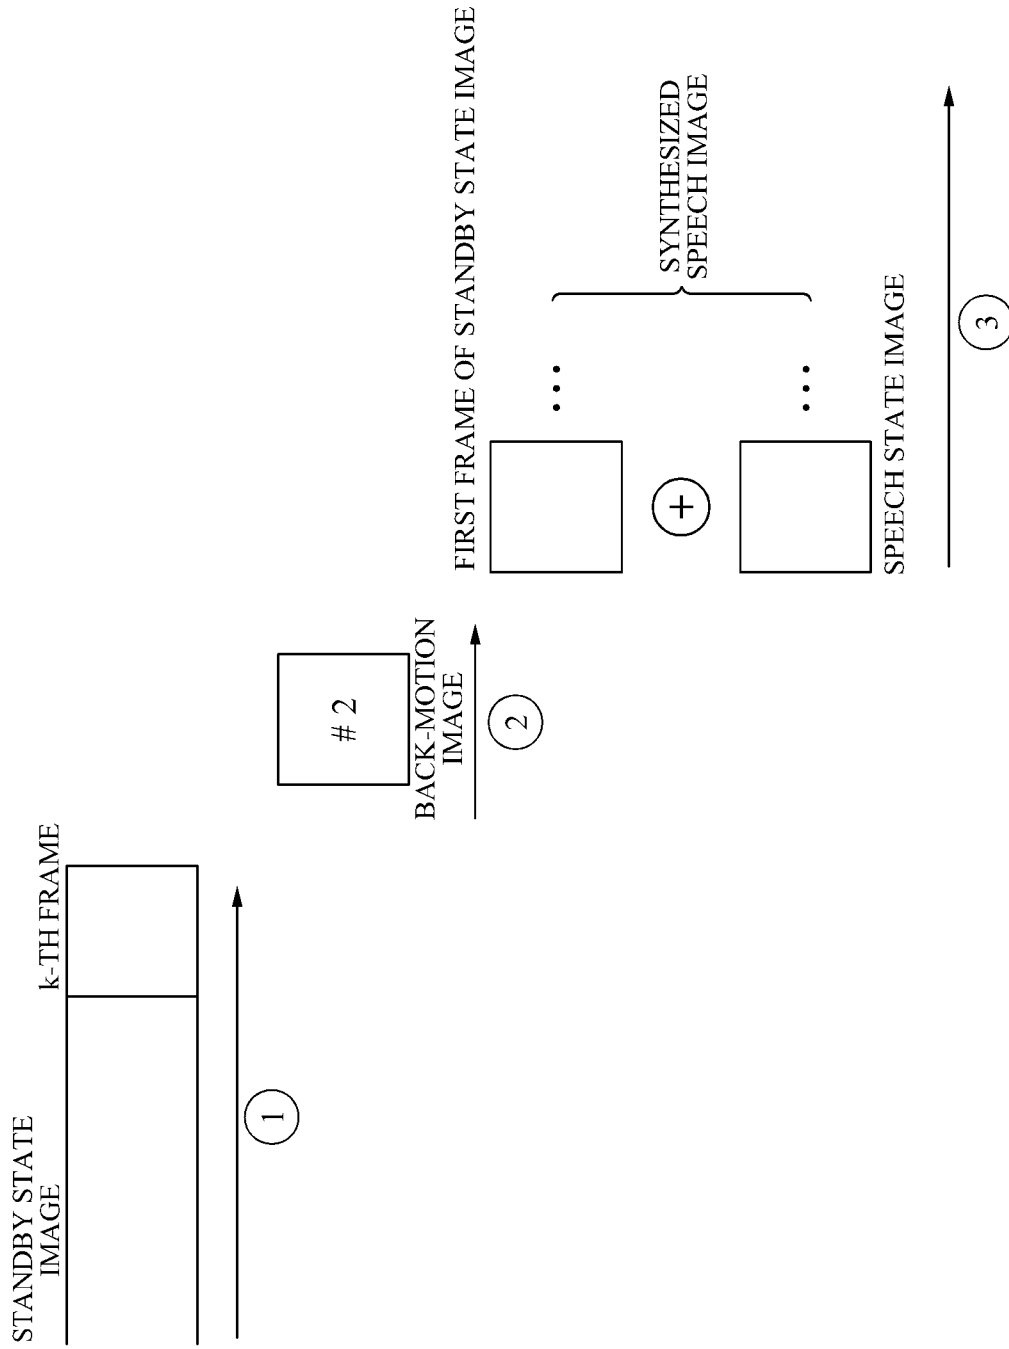 STANDBY STATE
IMAGE
k-TH FRAME
1
# 2
BACK-MOTION
IMAGE
2
FIRST FRAME OF STANDBY STATE IMAGE
+
SYNTHESIZED
SPEECH IMAGE
SPEECH STATE IMAGE
3